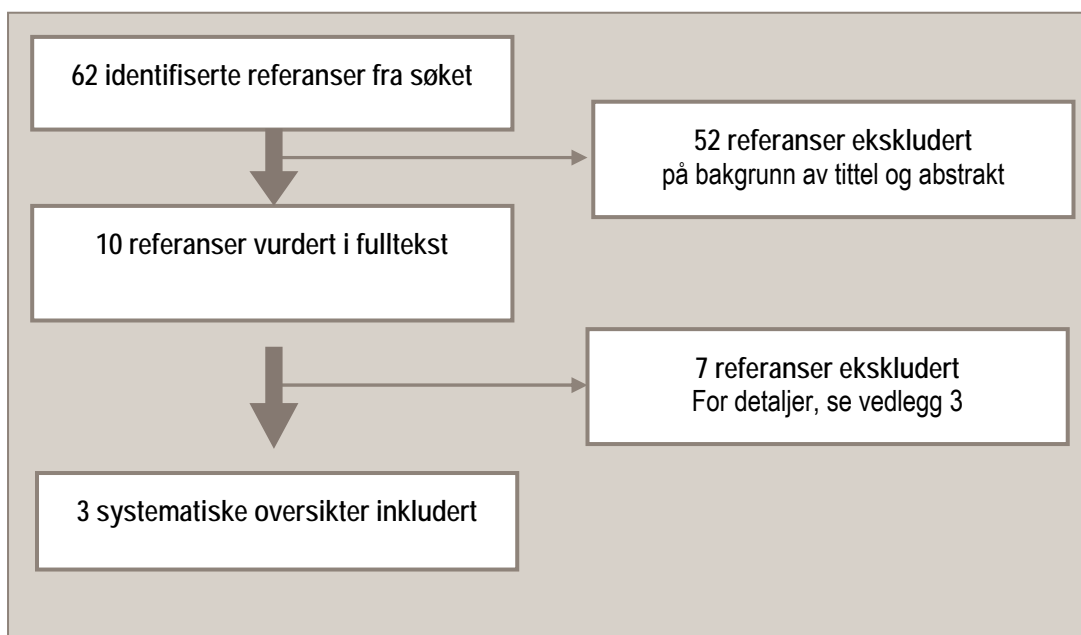 62 identifiserte referanser fra søket
52 referanser ekskludert
på bakgrunn av tittel og abstrakt
10 referanser vurdert i fulltekst
7 referanser ekskludert
For detaljer, se vedlegg 3
3 systematiske oversikter inkludert